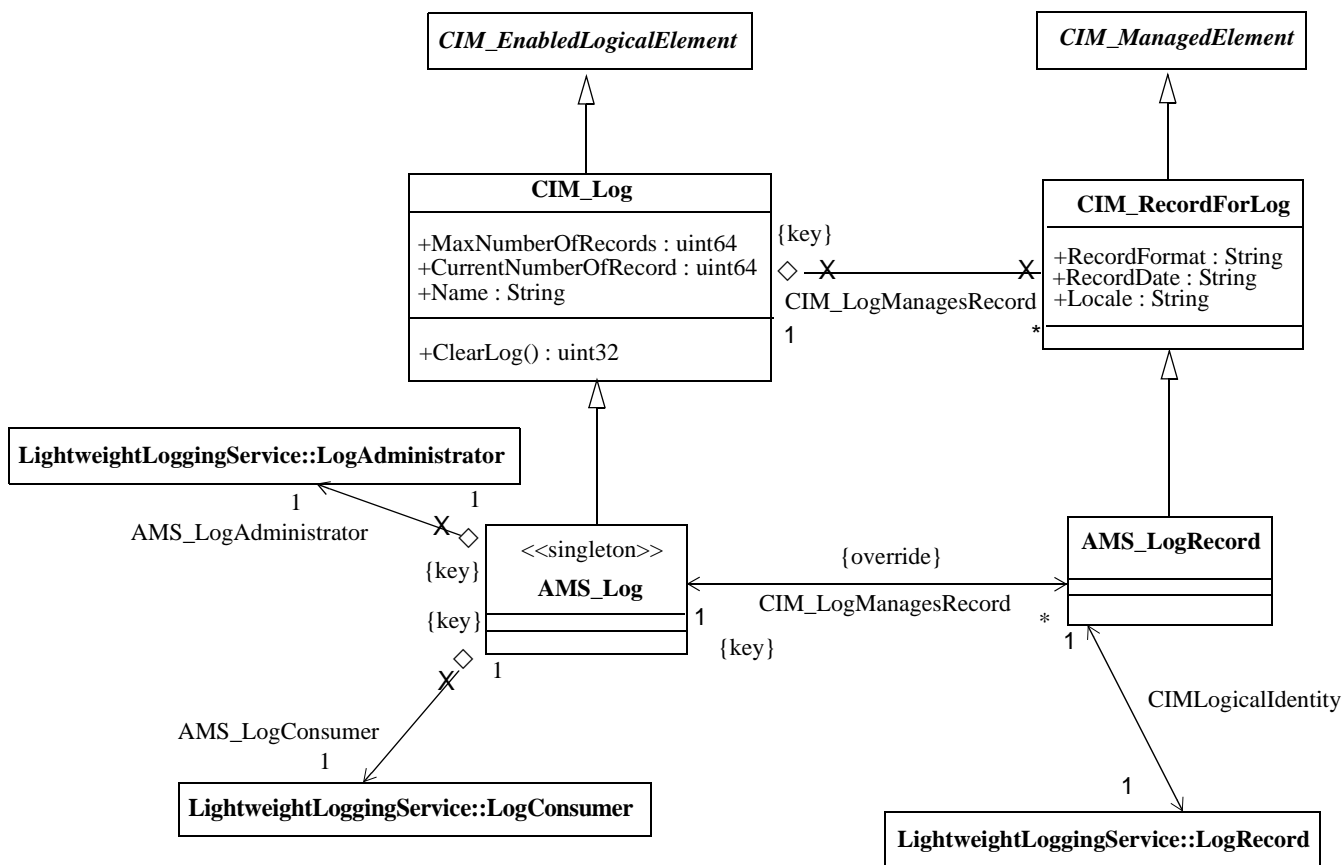 CIM_EnabledLogicalElement
CIM_ManagedElement
CIM_Log
+MaxNumberOfRecords : uint64
+CurrentNumberOfRecord : uint64
+Name : String
+ClearLog() : uint32
{key}
X
X
CIM_LogManagesRecord
1
*
CIM_RecordForLog
+RecordFormat : String
+RecordDate : String
+Locale : String
LightweightLoggingService::LogAdministrator
1
1
AMS_LogAdministrator
X
{key}
<<singleton>>
AMS_Log
{override}
CIM_LogManagesRecord
1
{key}
*
AMS_LogRecord
1
{key}
1
X
AMS_LogConsumer
1
LightweightLoggingService::LogConsumer
CIMLogicalIdentity
1
LightweightLoggingService::LogRecord